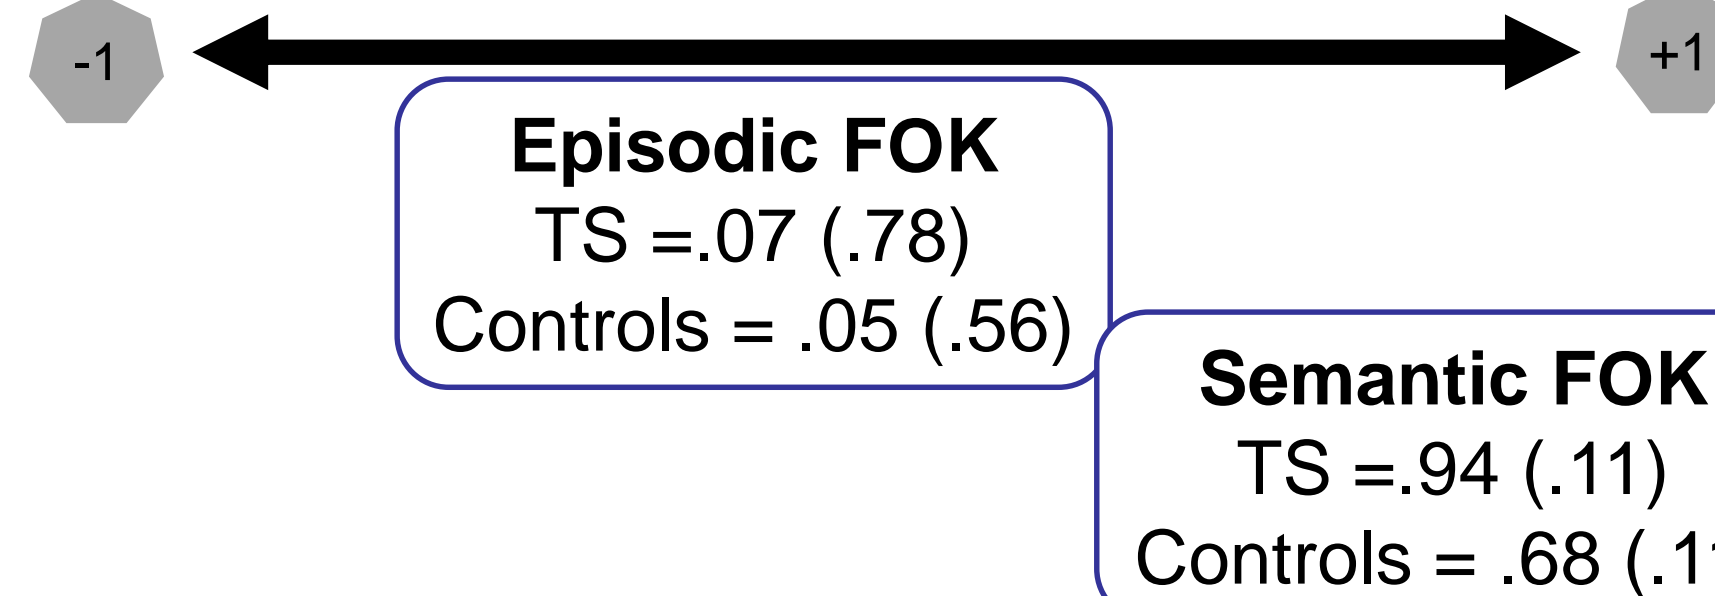 -1
+1
Episodic FOK
TS =.07 (.78)
Controls = .05 (.56)
Semantic FOK
TS =.94 (.11)
Controls = .68